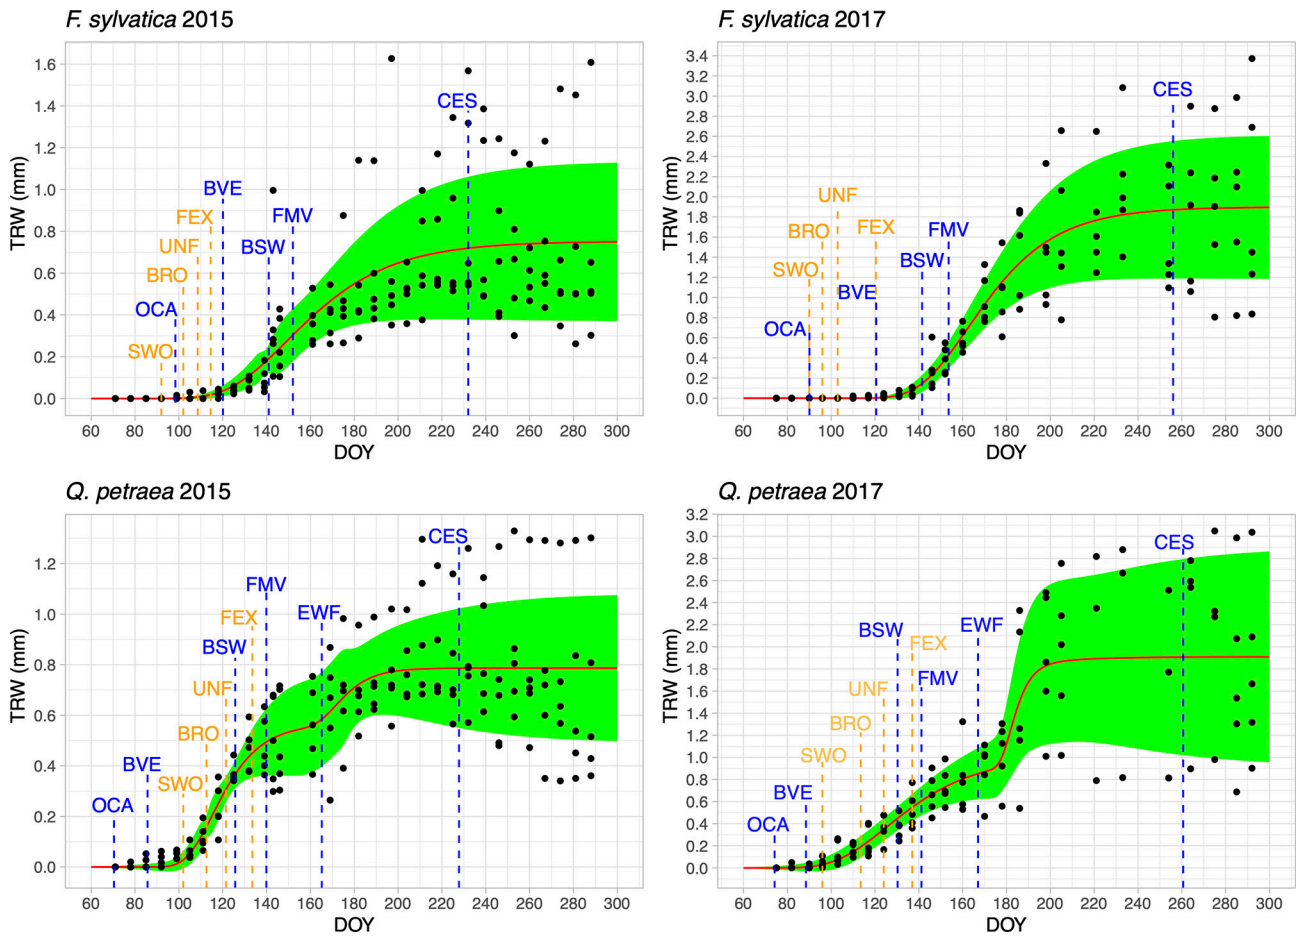 F. sylvatica 2015
TRW (mm)
1.6
1.4
1.2
1.0
0.8
0.6
0.4
0.2
0.0
SWO
OCA
BRO
UNF
FEX
BVE
BSW
FMV
CES
60 80 100 120 140 160 180 200 220 240 260 280 300
DOY
F. sylvatica 2017
TRW (mm)
3.4
3.2
3.0
2.8
2.6
2.4
2.2
2.0
1.8
1.6
1.4
1.2
1.0
0.8
0.6
0.4
0.2
0.0
OCA
SWO
BRO
UNF
BVE
FEX
BSW
FMV
CES
60 80 100 120 140 160 180 200 220 240 260 280 300
DOY
Q. petraea 2015
TRW (mm)
1.2
1.0
0.8
0.6
0.4
0.2
0.0
OCA
BVE
SWO
BRO
UNF
BSW
FEX
FMV
EWF
CES
60 80 100 120 140 160 180 200 220 240 260 280 300
DOY
Q. petraea 2017
TRW (mm)
3.2
3.0
2.8
2.6
2.4
2.2
2.0
1.8
1.6
1.4
1.2
1.0
0.8
0.6
0.4
0.2
0.0
OCA
BVE
SWO
BRO
UNF
BSW
FEX
FMV
EWF
CES
60 80 100 120 140 160 180 200 220 240 260 280 300
DOY